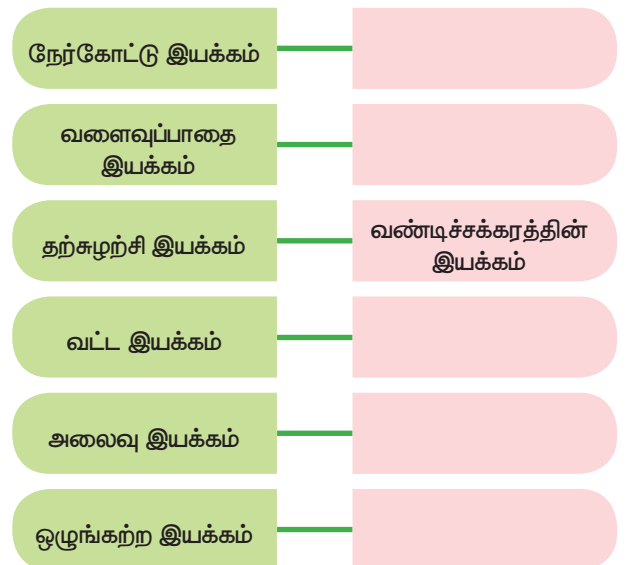 நேர்கோட்டு இயக்கம்
வளைவுப்பாதை
இயக்கம்
தற்சுழற்சி இயக்கம்
வண்டிச்சக்கரத்தின்
இயக்கம்
வட்ட இயக்கம்
அலைவு இயக்கம்
ஒழுங்கற்ற இயக்கம்